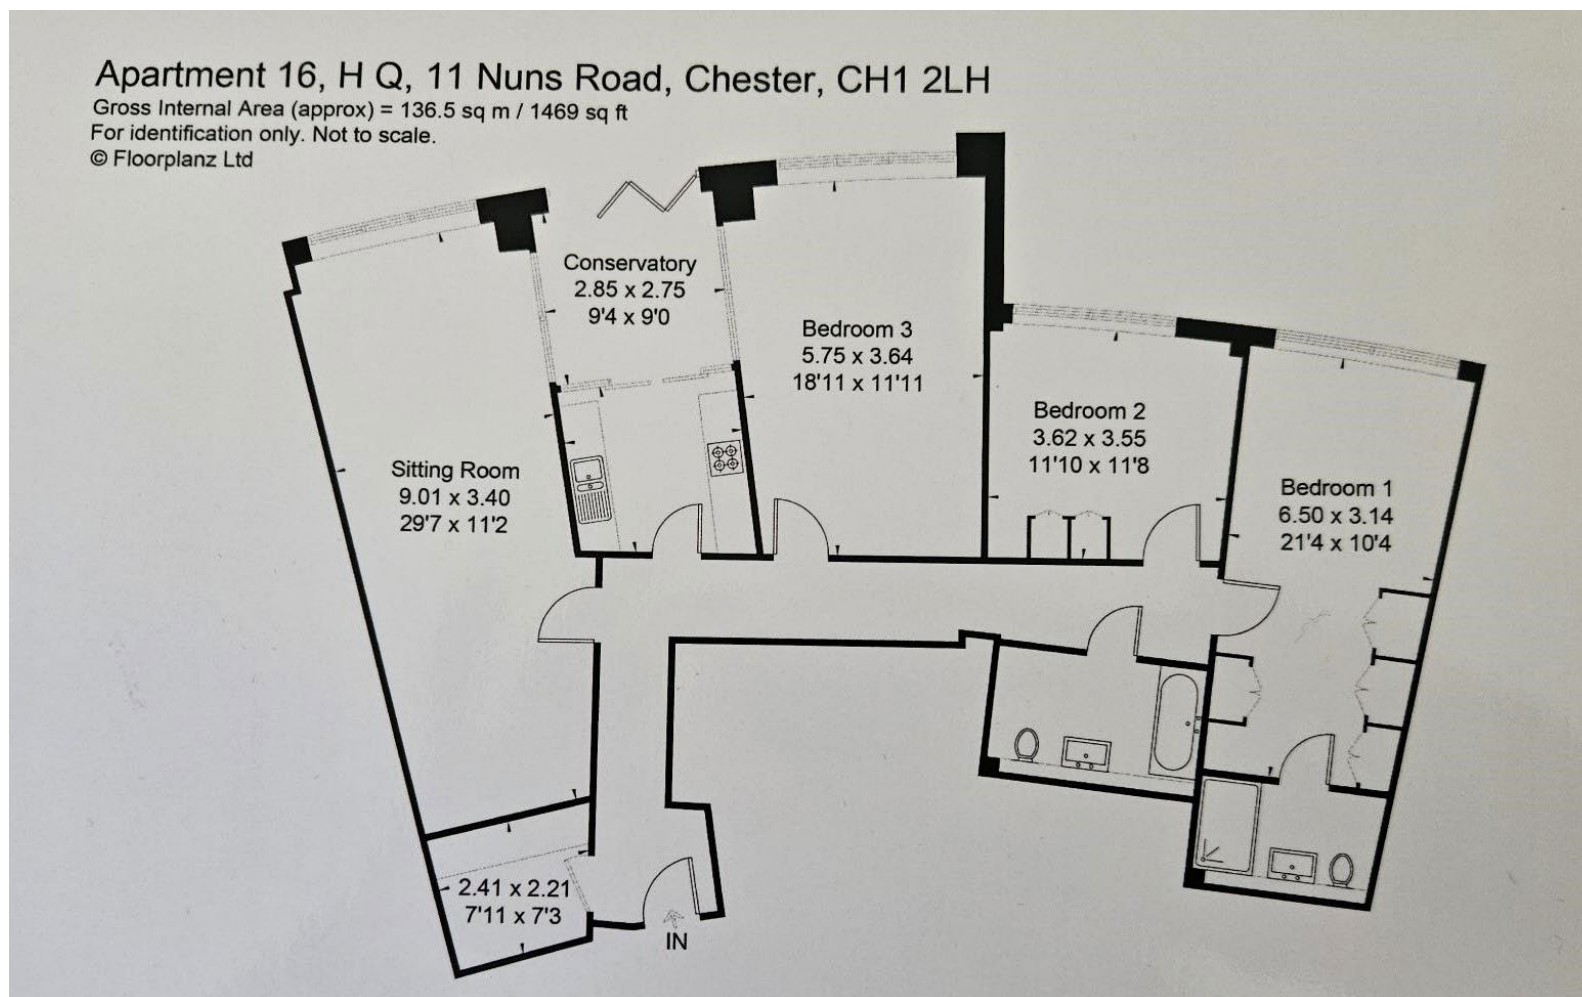 Apartment 16, H Q, 11 Nuns Road, Chester, CH1 2LH
Gross Internal Area (approx) = 136.5 sq m / 1469 sq ft
For identification only. Not to scale.
© Floorplanz Ltd
Conservatory
2.85 x 2.75
9'4 x 9'0
Bedroom 3
5.75 x 3.64
18'11 x 11'11
Bedroom 2
3.62 x 3.55
11'10 x 11'8
Sitting Room
9.01 x 3.40
29'7 x 11'2
Bedroom 1
6.50 x 3.14
21'4 x 10'4
2.41 x 2.21
7'11 x 7'3
IN